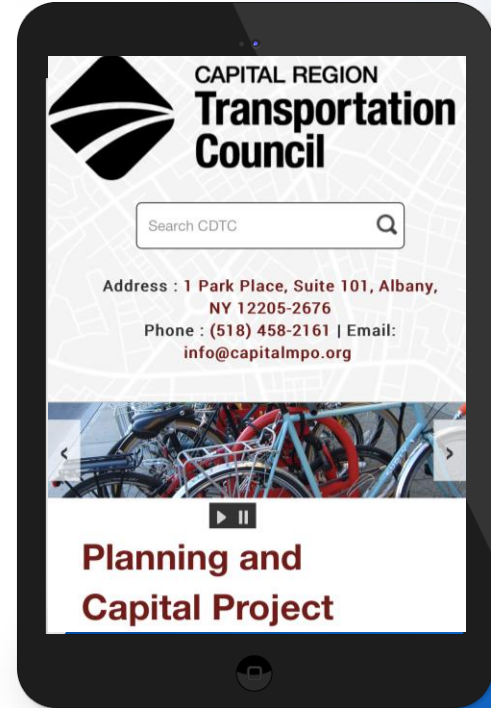 CAPITAL REGION
Transportation
Council
Search CDTC
Address : 1 Park Place, Suite 101, Albany,
NY 12205-2676
Phone : (518) 458-2161 | Email:
info@capitalmpo.org
Planning and
Capital Project